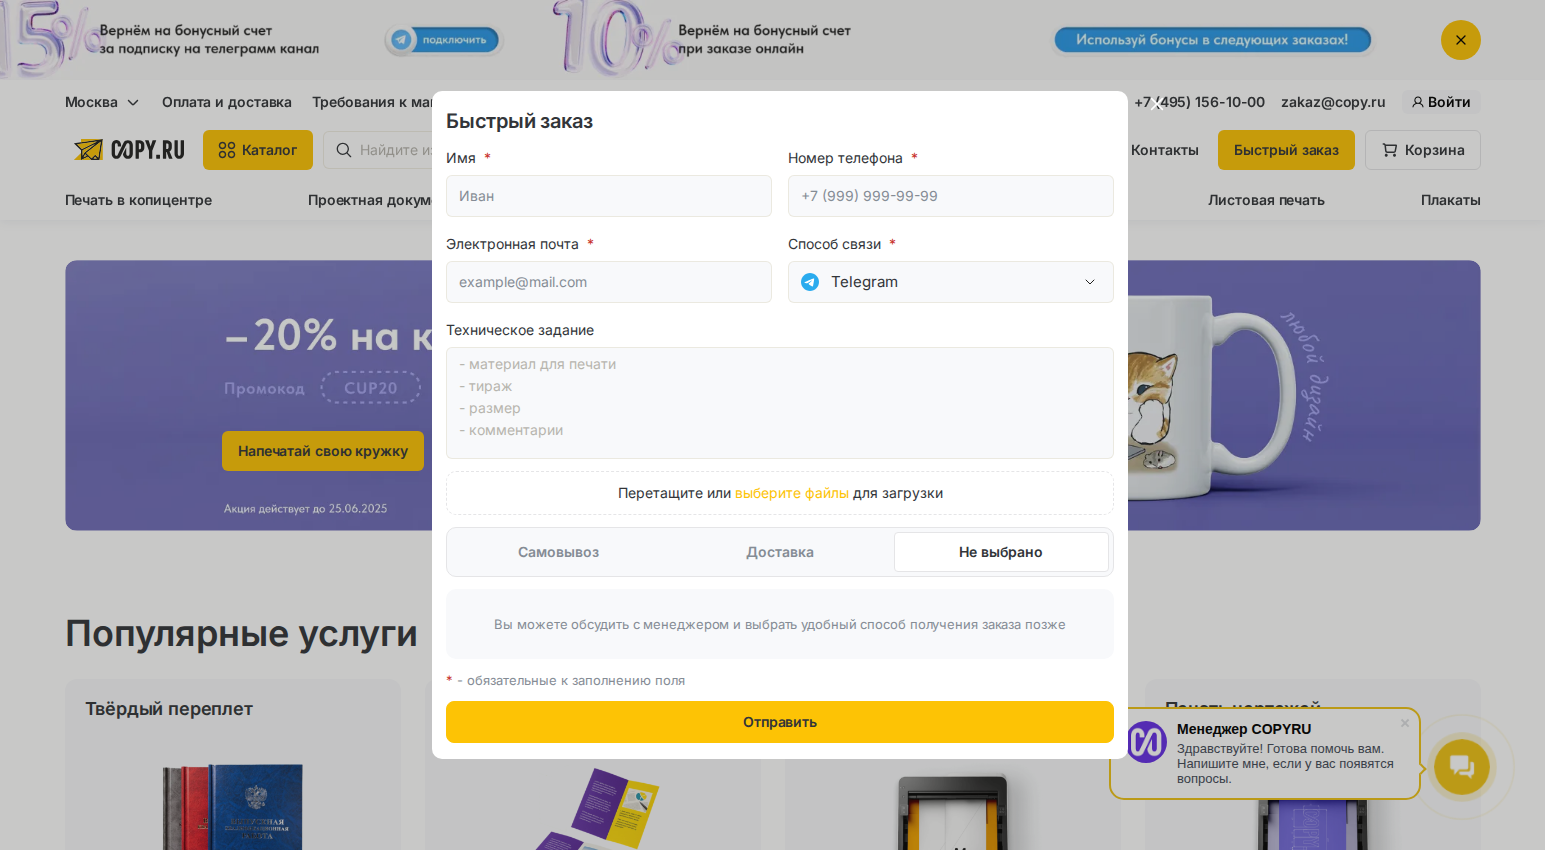 15%
Вернём на бонусный счет
за подписку на телеграмм канал
подключить
10%
Вернём на бонусный счет
при заказе онлайн
Используй бонусы в следующих заказах!
Москва
Оплата и доставка
Требования к ма
+7 (495) 156-10-00
zakaz@copy.ru
Войти
COPY.RU
Каталог
Найдите из
Контакты
Быстрый заказ
Корзина
Печать в копицентре
Проектная докум
Листовая печать
Плакаты
Быстрый заказ
Имя *
Номер телефона *
Иван
+7 (999) 999-99-99
Электронная почта *
Способ связи *
example@mail.com
Telegram
Техническое задание
- материал для печати
- тираж
- размер
- комментарии
Перетащите или выберите файлы для загрузки
Самовывоз
Доставка
Не выбрано
Вы можете обсудить с менеджером и выбрать удобный способ получения заказа позже
* - обязательные к заполнению поля
Отправить
–20% на к
Промокод
CUP20
Напечатай свою кружку
Акция действует до 25.06.2025
любой дизайн
Популярные услуги
Твёрдый переплет
Печать чертежей
Менеджер COPYRU
Здравствуйте! Готова помочь вам.
Напишите мне, если у вас появятся
вопросы.